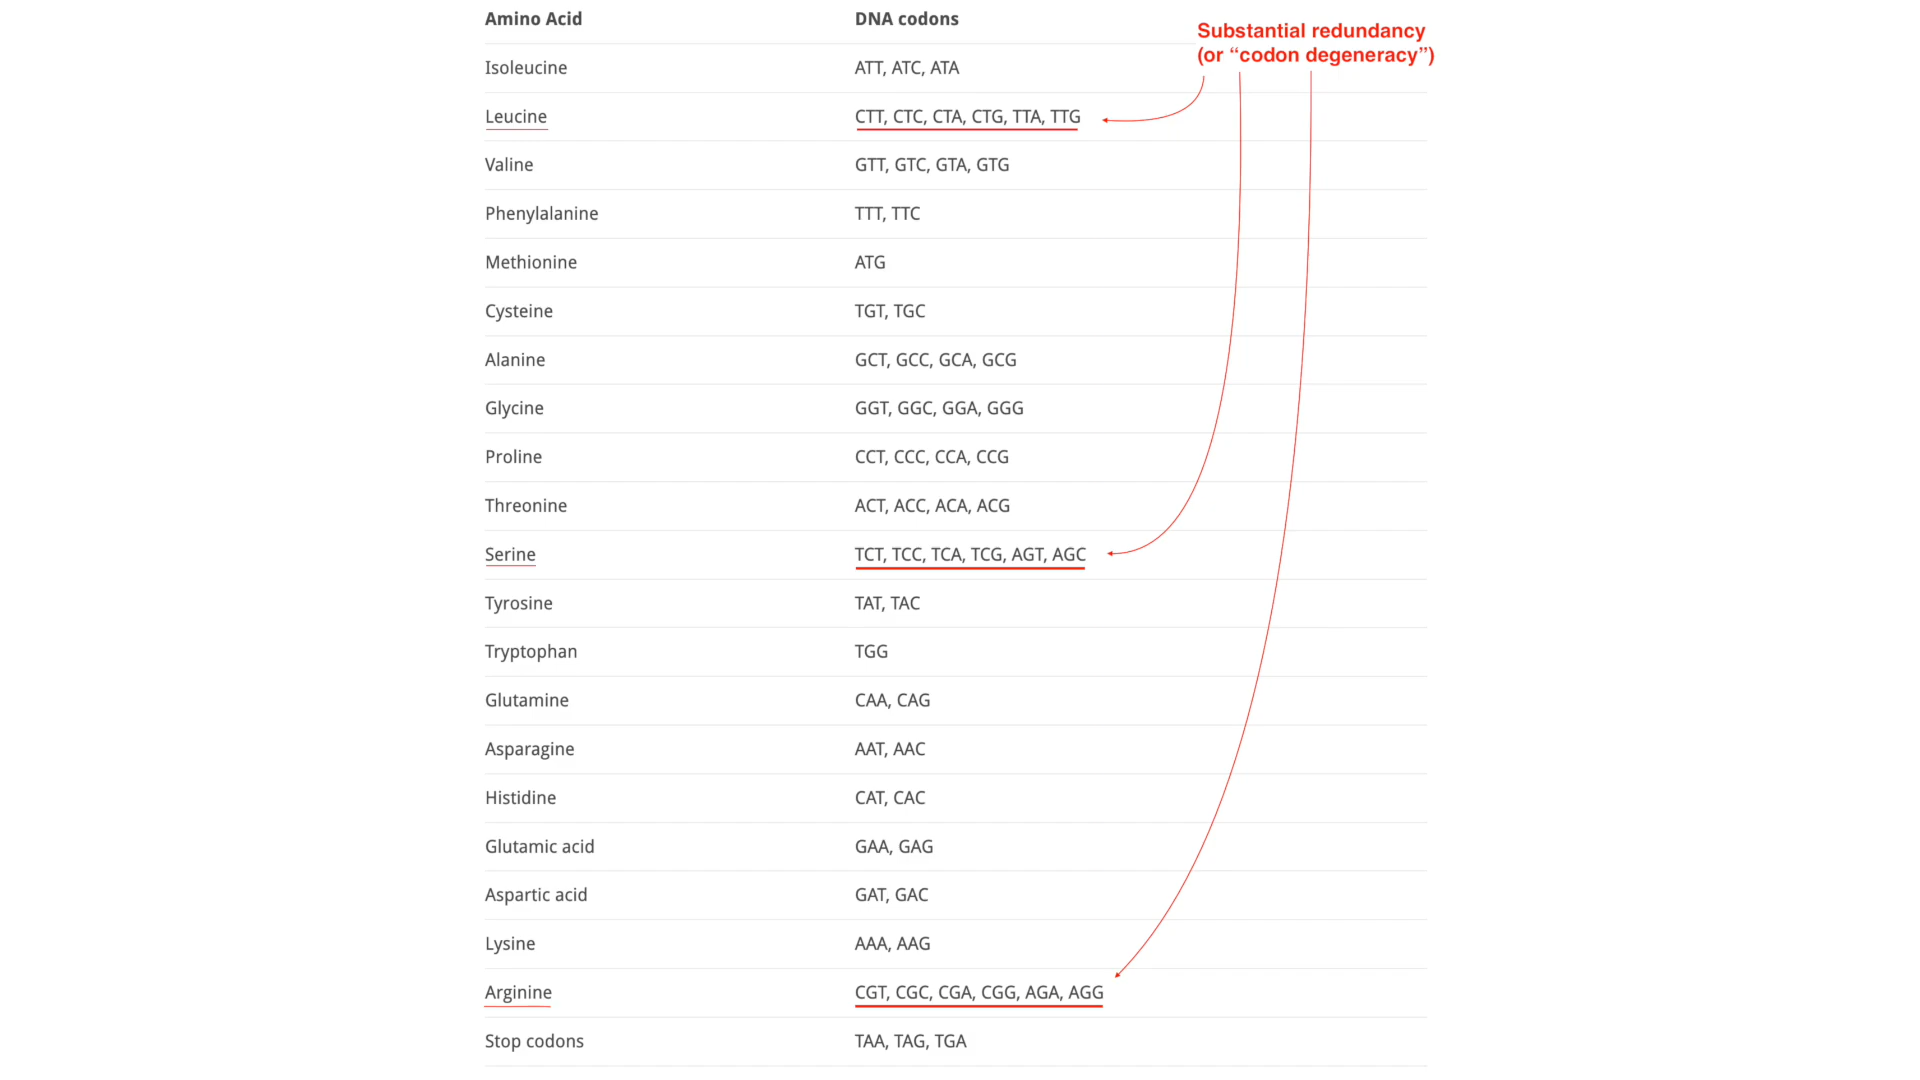 Amino Acid DNA codons
Substantial redundancy
(or “codon degeneracy”)
Isoleucine ATT, ATC, ATA
Leucine CTT, CTC, CTA, CTG, TTA, TTG
Valine GTT, GTC, GTA, GTG
Phenylalanine TTT, TTC
Methionine ATG
Cysteine TGT, TGC
Alanine GCT, GCC, GCA, GCG
Glycine GGT, GGC, GGA, GGG
Proline CCT, CCC, CCA, CCG
Threonine ACT, ACC, ACA, ACG
Serine TCT, TCC, TCA, TCG, AGT, AGC
Tyrosine TAT, TAC
Tryptophan TGG
Glutamine CAA, CAG
Asparagine AAT, AAC
Histidine CAT, CAC
Glutamic acid GAA, GAG
Aspartic acid GAT, GAC
Lysine AAA, AAG
Arginine CGT, CGC, CGA, CGG, AGA, AGG
Stop codons TAA, TAG, TGA